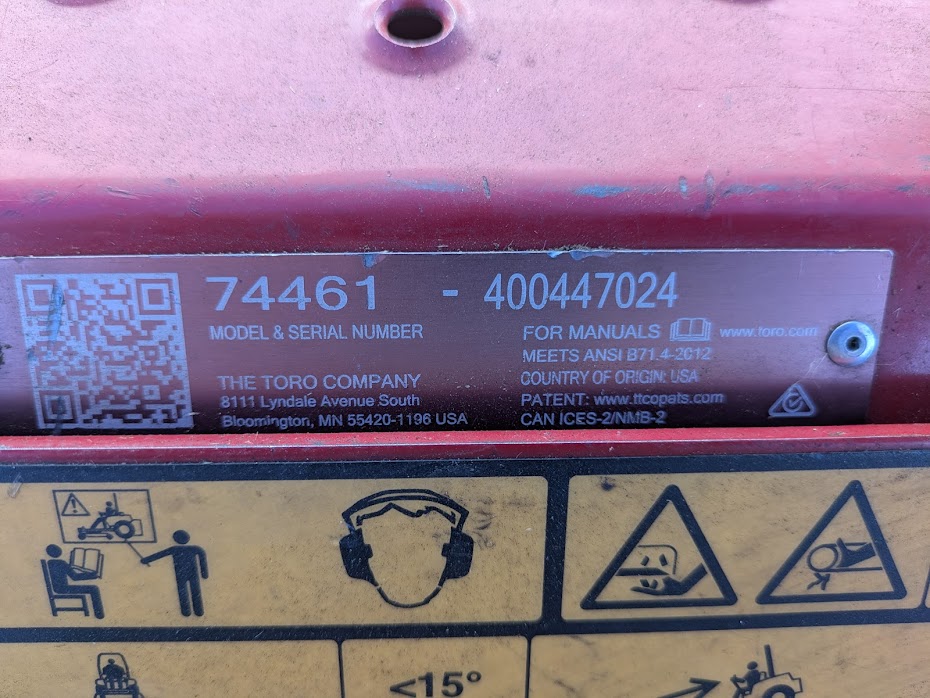 74461 - 400447024
MODEL & SERIAL NUMBER
FOR MANUALS www.toro.com
MEETS ANSI B71.4-2012
THE TORO COMPANY
8111 Lyndale Avenue South
Bloomington, MN 55420-1196 USA
COUNTRY OF ORIGIN: USA
PATENT: www.ttcopats.com
CAN ICES-2/NMB-2
<15°